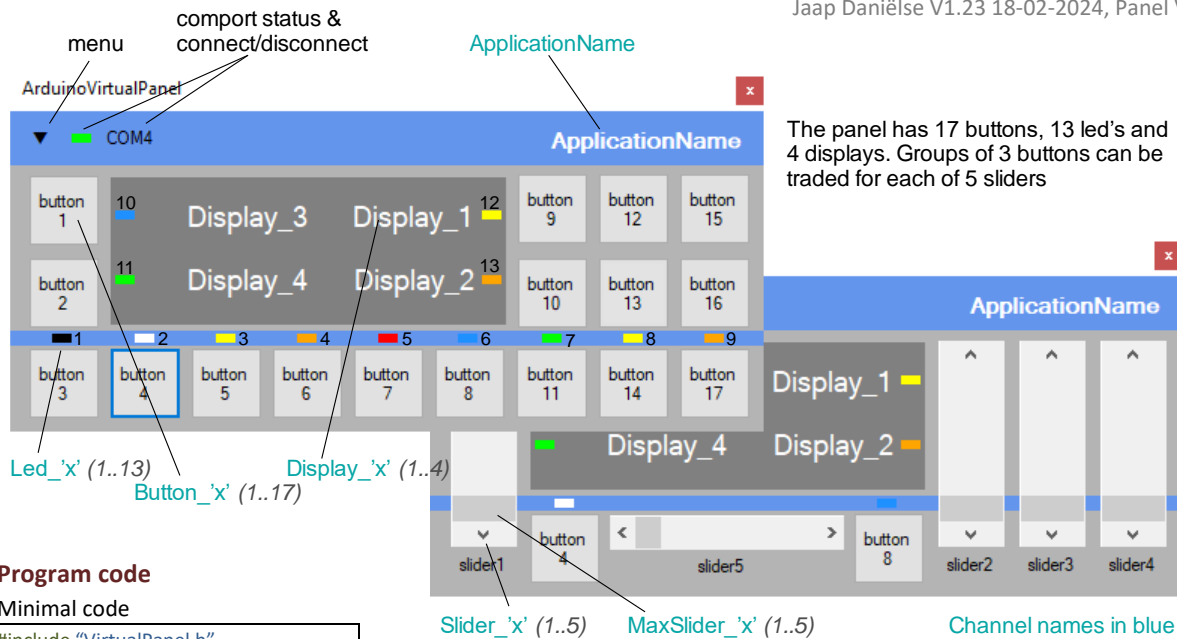 Jaap Daniëlse V1.23 18-02-2024, Panel V
comport status &
connect/disconnect
menu
ApplicationName
ArduinoVirtualPanel
x
COM4
ApplicationName
The panel has 17 buttons, 13 led's and
4 displays. Groups of 3 buttons can be
traded for each of 5 sliders
button
1
10
Display_3
Display_1
12
button
9
button
12
button
15
button
2
11
Display_4
Display_2
13
button
10
button
13
button
16
1
2
3
4
5
6
7
8
9
button
3
button
4
button
5
button
6
button
7
button
8
button
11
button
14
button
17
x
ApplicationName
Display_1
Display_4
Display_2
button
4
button
8
slider1
slider5
slider2
slider3
slider4
Led_'x' (1..13)
Button_'x' (1..17)
Display_'x' (1..4)
Program code
Minimal code
#include "VirtualPanel.h"
Slider_'x' (1..5)
MaxSlider_'x' (1..5)
Channel names in blue